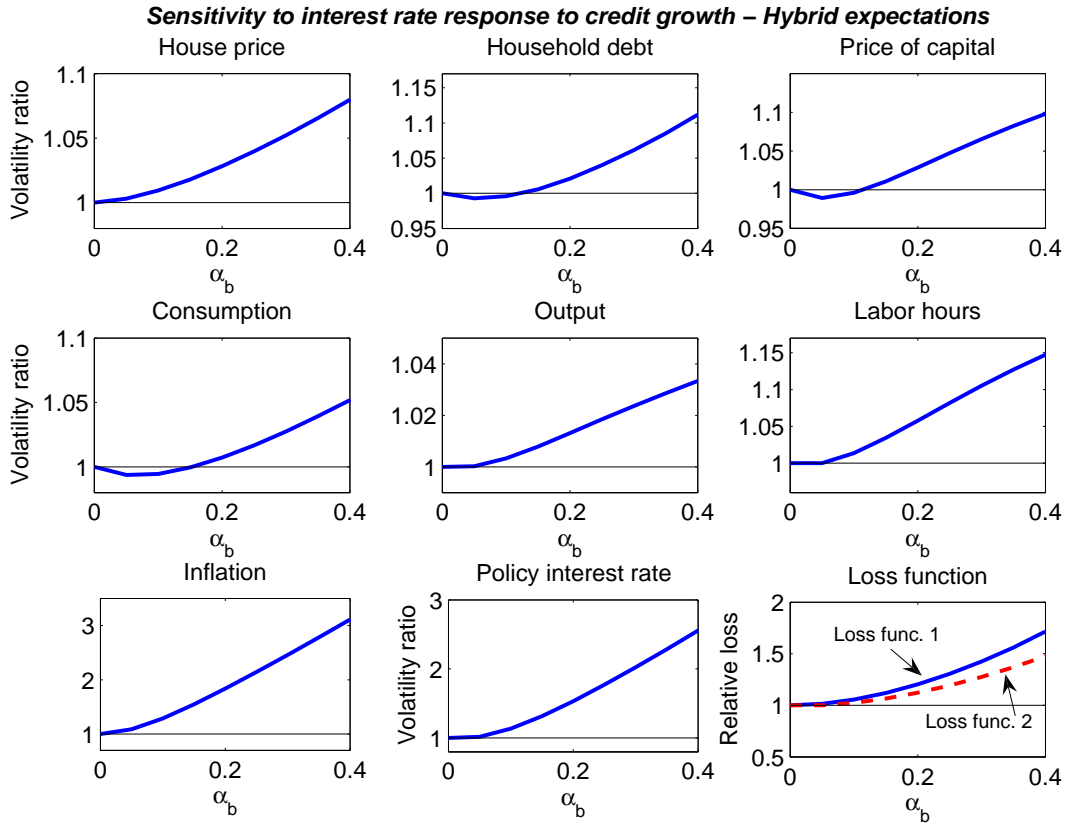 Sensitivity to interest rate response to credit growth – Hybrid expectations
House price
Volatility ratio
1.1
1.05
1
0 0.2 0.4
α_b
Household debt
1.15
1.1
1.05
1
0.95
0 0.2 0.4
α_b
Price of capital
1.1
1.05
1
0.95
0 0.2 0.4
α_b
Consumption
Volatility ratio
1.1
1.05
1
0 0.2 0.4
α_b
Output
1.04
1.02
1
0 0.2 0.4
α_b
Labor hours
1.15
1.1
1.05
1
0 0.2 0.4
α_b
Inflation
3
2
1
0 0.2 0.4
α_b
Policy interest rate
Volatility ratio
3
2
1
0 0.2 0.4
α_b
Loss function
Relative loss
2
1.5
1
0.5
Loss func. 1
Loss func. 2
0 0.2 0.4
α_b